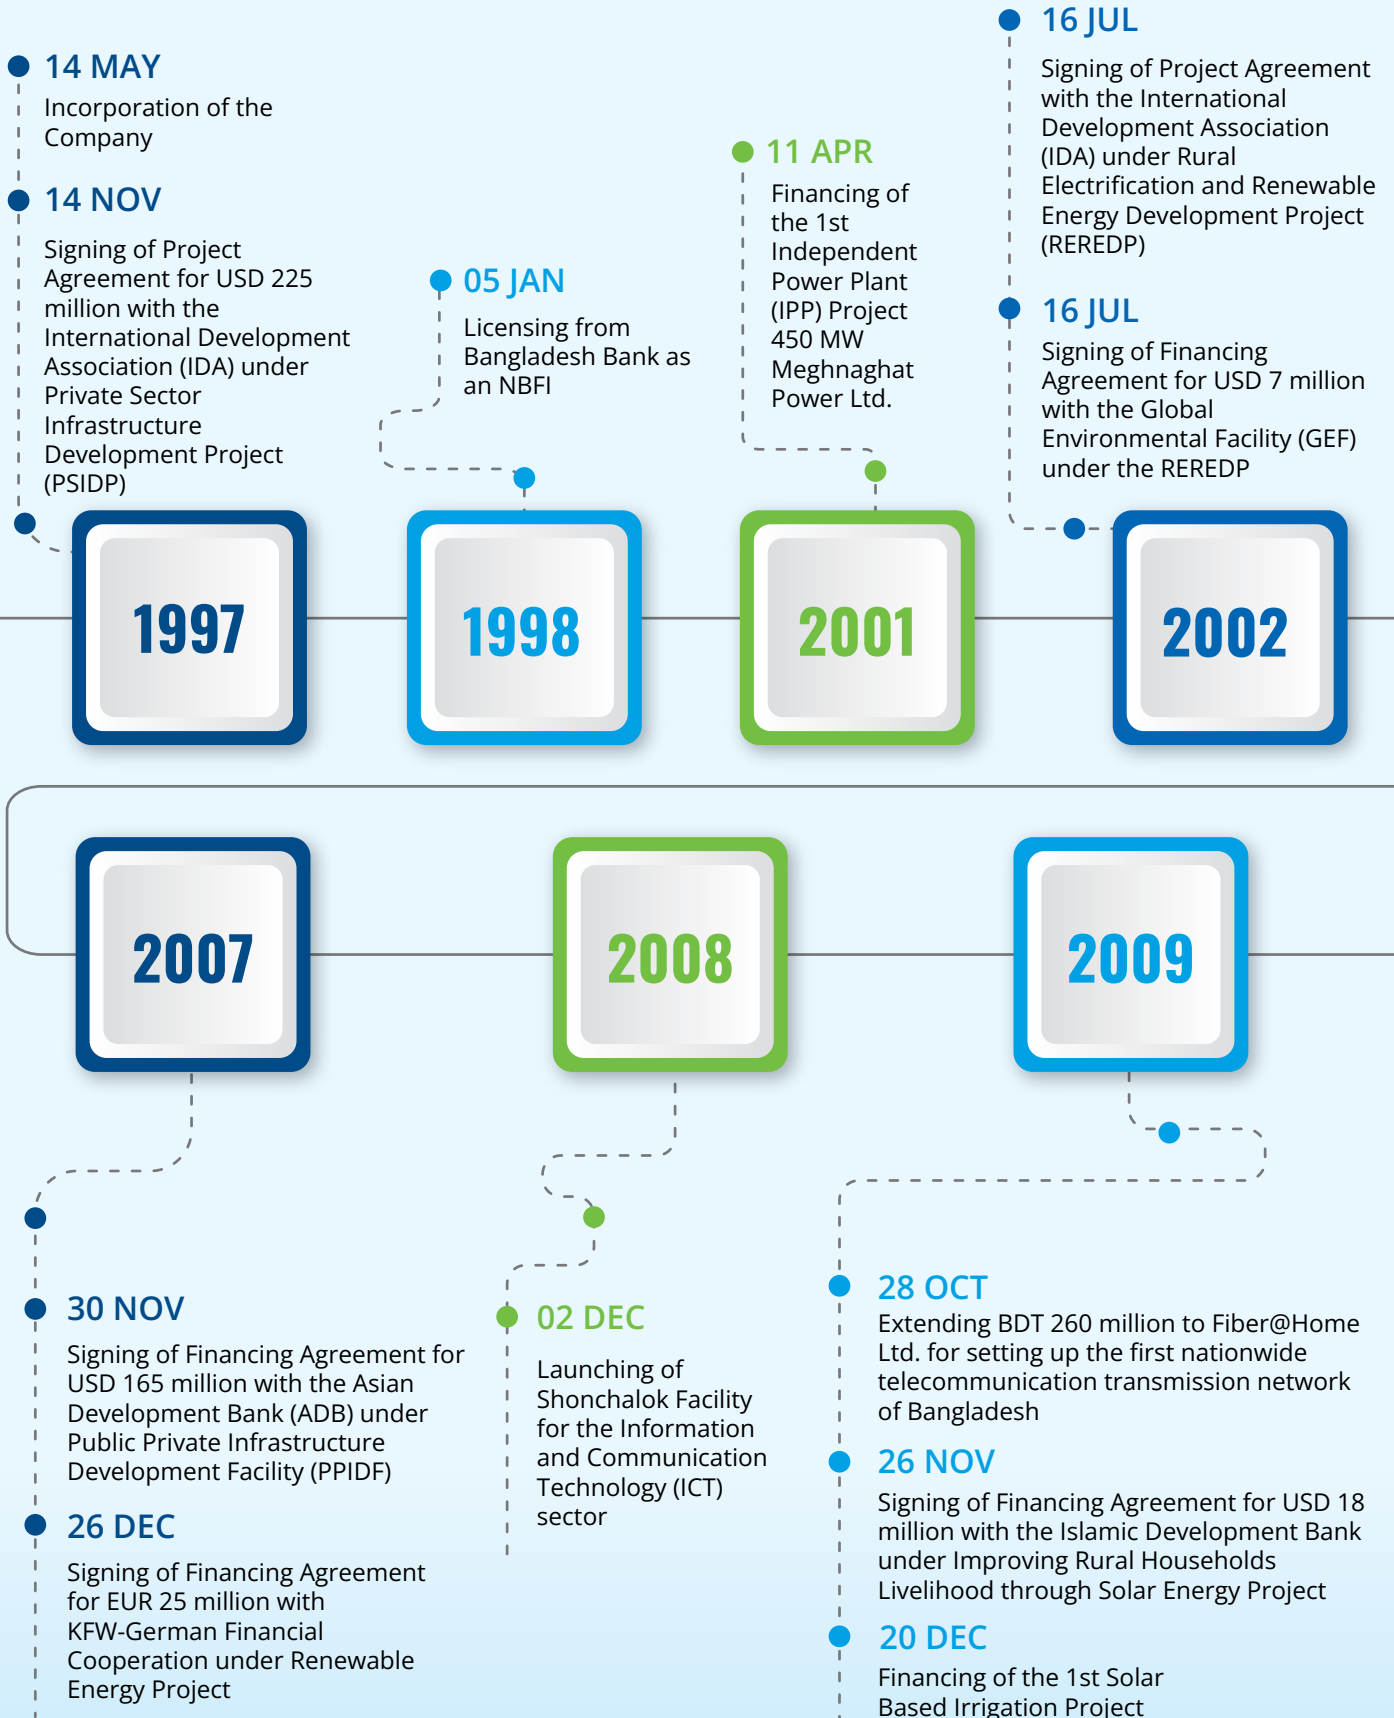 14 MAY
Incorporation of the
Company
14 NOV
Signing of Project
Agreement for USD 225
million with the
International Development
Association (IDA) under
Private Sector
Infrastructure
Development Project
(PSIDP)
1997
05 JAN
Licensing from
Bangladesh Bank as
an NBFI
1998
11 APR
Financing of
the 1st
Independent
Power Plant
(IPP) Project
450 MW
Meghnaghat
Power Ltd.
2001
16 JUL
Signing of Project Agreement
with the International
Development Association
(IDA) under Rural
Electrification and Renewable
Energy Development Project
(REREDP)
16 JUL
Signing of Financing
Agreement for USD 7 million
with the Global
Environmental Facility (GEF)
under the REREDP
2002
2007
30 NOV
Signing of Financing Agreement for
USD 165 million with the Asian
Development Bank (ADB) under
Public Private Infrastructure
Development Facility (PPIDF)
26 DEC
Signing of Financing Agreement
for EUR 25 million with
KFW-German Financial
Cooperation under Renewable
Energy Project
2008
02 DEC
Launching of
Shonchalok Facility
for the Information
and Communication
Technology (ICT)
sector
2009
28 OCT
Extending BDT 260 million to Fiber@Home
Ltd. for setting up the first nationwide
telecommunication transmission network
of Bangladesh
26 NOV
Signing of Financing Agreement for USD 18
million with the Islamic Development Bank
under Improving Rural Households
Livelihood through Solar Energy Project
20 DEC
Financing of the 1st Solar
Based Irrigation Project